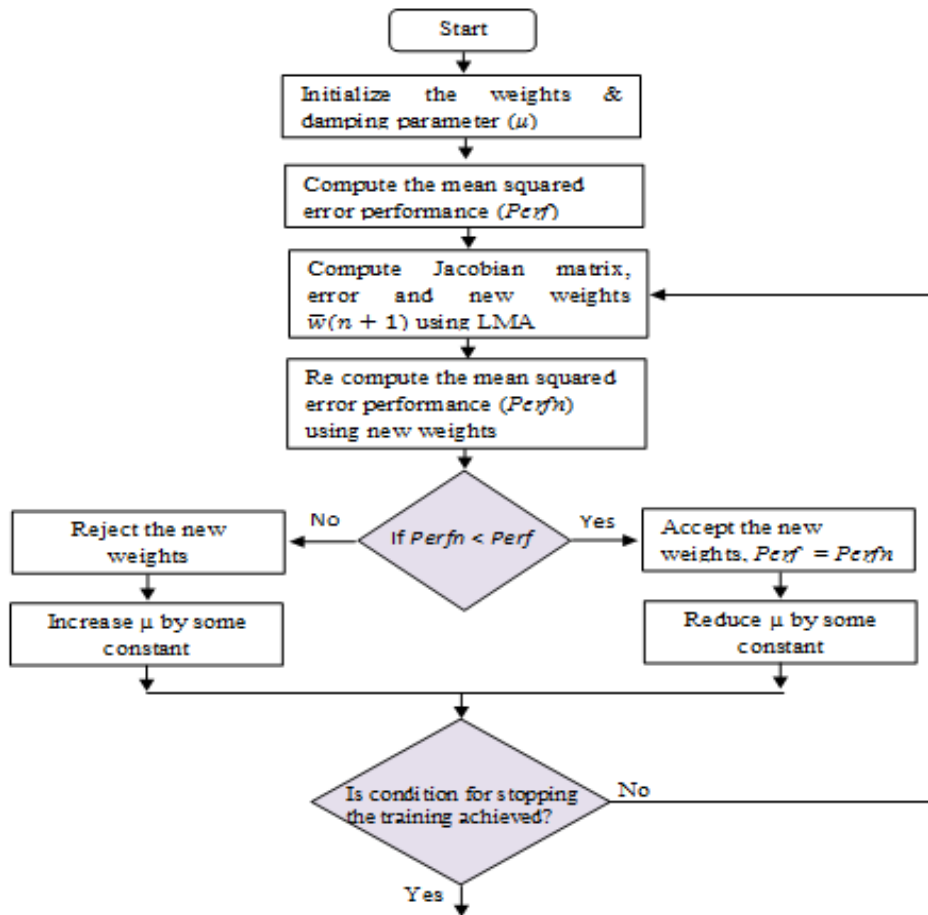 Start
Initialize the weights &
damping parameter (μ)
Compute the mean squared
error performance (Perf)
Compute Jacobian matrix,
error and new weights
w̅(n + 1) using LMA
Re compute the mean squared
error performance (Perfn)
using new weights
If Perfn < Perf
No
Yes
Reject the new
weights
Accept the new
weights, Perf = Perfn
Increase μ by some
constant
Reduce μ by some
constant
Is condition for stopping
the training achieved?
No
Yes